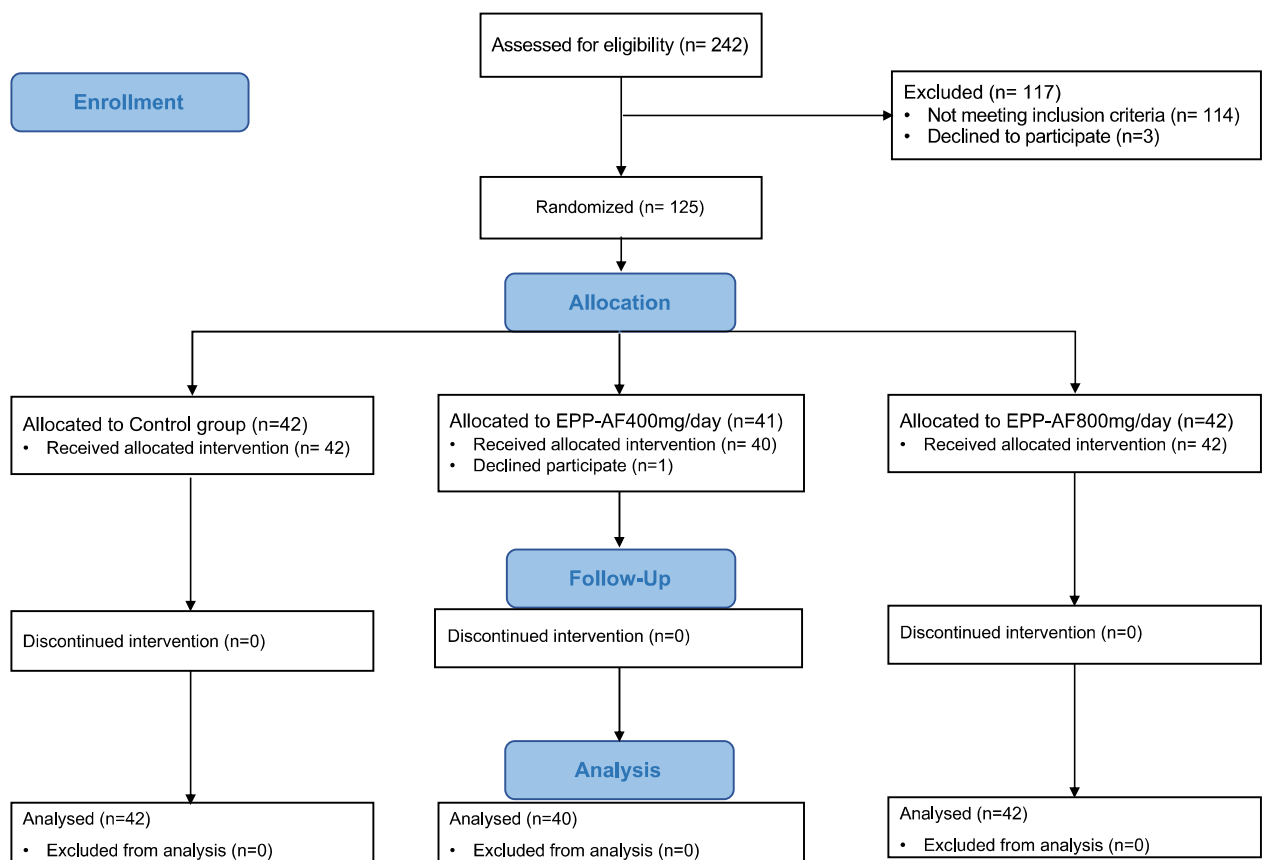 Assessed for eligibility (n= 242)
Enrollment
Excluded (n= 117)
• Not meeting inclusion criteria (n= 114)
• Declined to participate (n=3)
Randomized (n= 125)
Allocation
Allocated to Control group (n=42)
• Received allocated intervention (n= 42)
Allocated to EPP-AF400mg/day (n=41)
• Received allocated intervention (n= 40)
• Declined participate (n=1)
Allocated to EPP-AF800mg/day (n=42)
• Received allocated intervention (n= 42)
Follow-Up
Discontinued intervention (n=0)
Discontinued intervention (n=0)
Discontinued intervention (n=0)
Analysis
Analysed (n=42)
• Excluded from analysis (n=0)
Analysed (n=40)
• Excluded from analysis (n=0)
Analysed (n=42)
• Excluded from analysis (n=0)